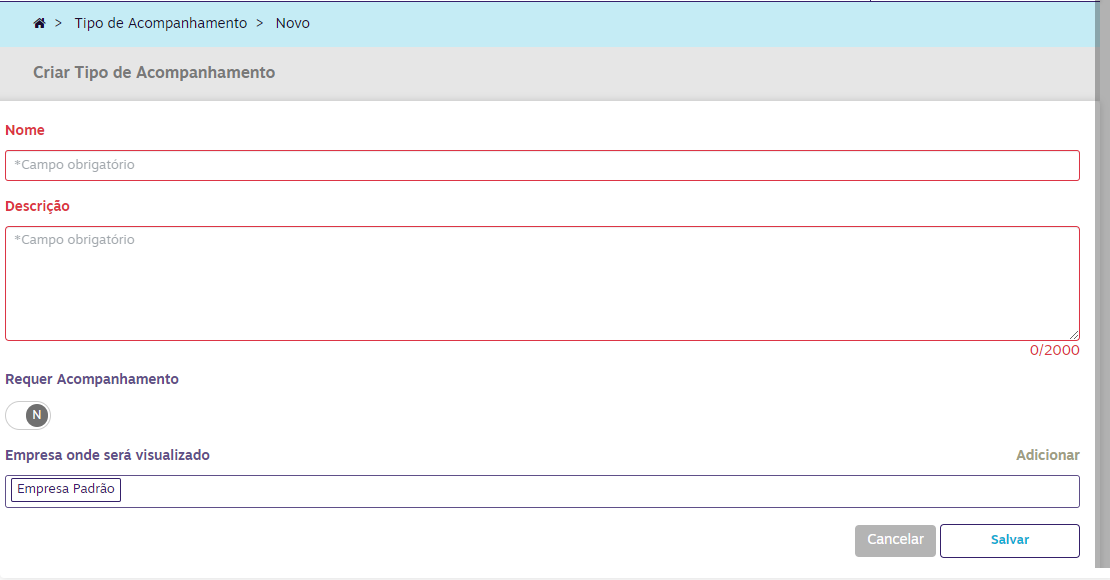 > Tipo de Acompanhamento > Novo
Criar Tipo de Acompanhamento
Nome
*Campo obrigatório
Descrição
*Campo obrigatório
0/2000
Requer Acompanhamento
N
Empresa onde será visualizado Adicionar
Empresa Padrão
Cancelar Salvar